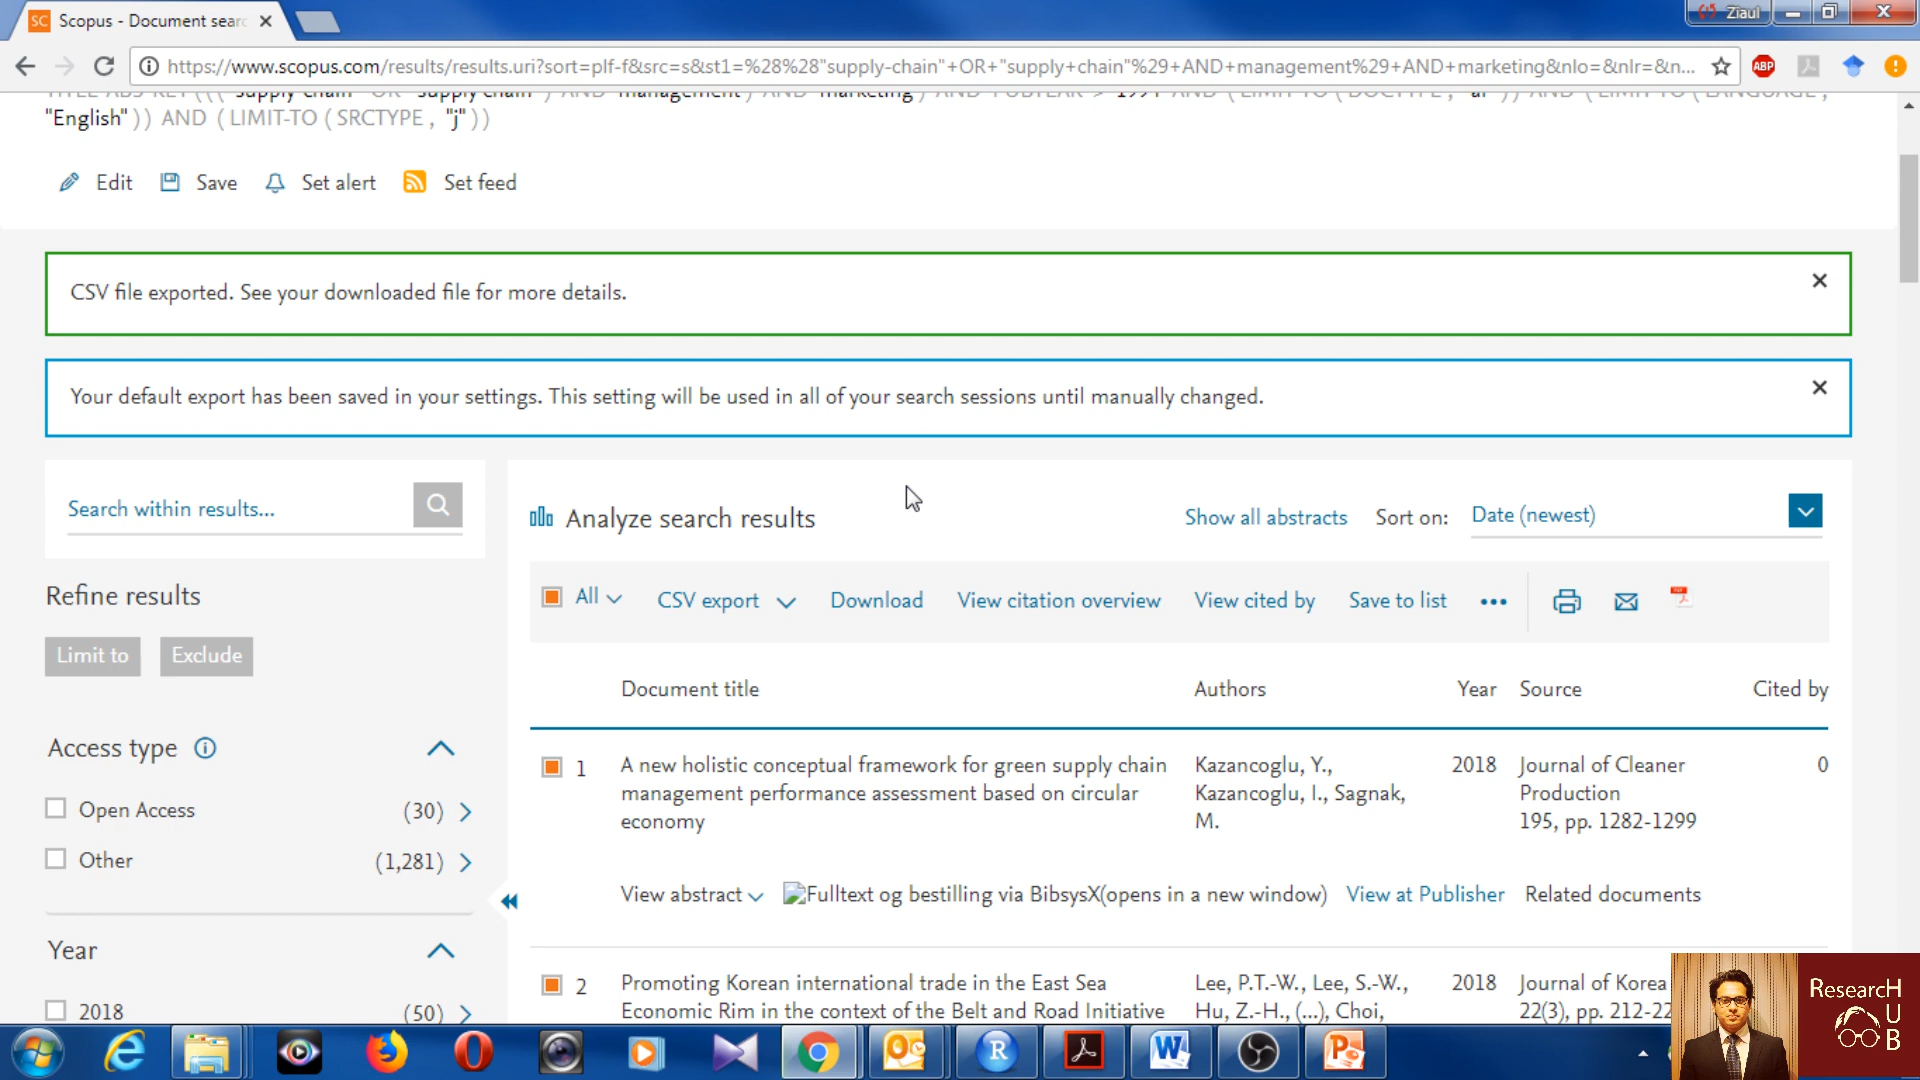 SC Scopus - Document sear
Ziaul
https://www.scopus.com/results/results.uri?sort=plf-f&src=s&st1=%28%28"supply-chain"+OR+"supply+chain"%29+AND+management%29+AND+marketing&nlo=&nlr=&n...
ABP
"English" ) ) AND ( LIMIT-TO ( SRCTYPE , "j" ) )
Edit Save Set alert Set feed
CSV file exported. See your downloaded file for more details.
Your default export has been saved in your settings. This setting will be used in all of your search sessions until manually changed.
Search within results...
Analyze search results Show all abstracts Sort on: Date (newest)
All CSV export Download View citation overview View cited by Save to list •••
Refine results
Limit to Exclude
Document title Authors Year Source Cited by
Access type
Open Access (30)
Other (1,281)
Year
2018 (50)
1 A new holistic conceptual framework for green supply chain management performance assessment based on circular economy
Kazancoglu, Y.,
Kazancoglu, I., Sagnak,
M.
2018
Journal of Cleaner
Production
195, pp. 1282-1299
0
View abstract Fulltext og bestilling via BibsysX(opens in a new window) View at Publisher Related documents
2 Promoting Korean international trade in the East Sea
Economic Rim in the context of the Belt and Road Initiative
Lee, P.T.-W., Lee, S.-W.,
Hu, Z.-H., (...), Choi,
2018
Journal of Korea
22(3), pp. 212-22
ResearcH
U
B